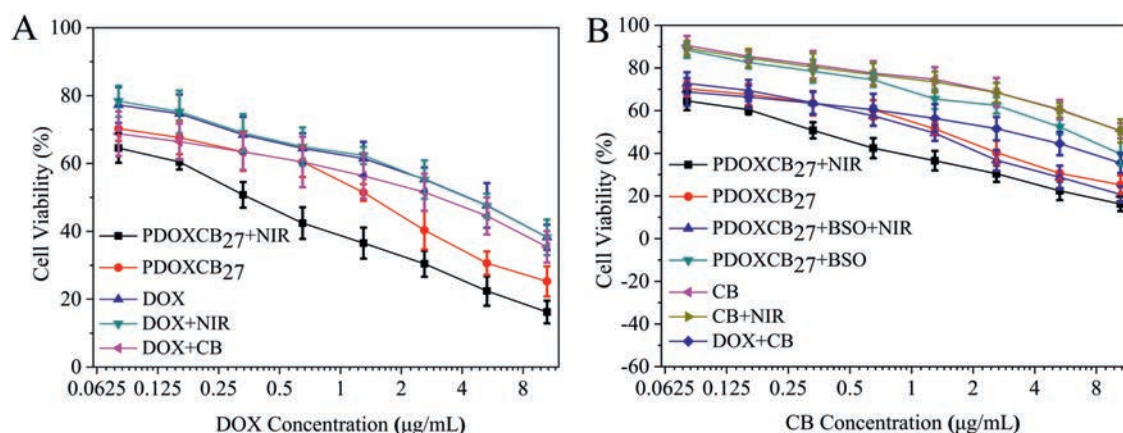 A
100
80
60
40
20
0
Cell Viability (%)
PDOXCB27+NIR
PDOXCB27
DOX
DOX+NIR
DOX+CB
0.0625 0.125 0.25 0.5 1 2 4 8
DOX Concentration (μg/mL)
B
100
80
60
40
20
0
-20
-40
-60
Cell Viability (%)
PDOXCB27+NIR
PDOXCB27
PDOXCB27+BSO+NIR
PDOXCB27+BSO
CB
CB+NIR
DOX+CB
0.0625 0.125 0.25 0.5 1 2 4 8
CB Concentration (μg/mL)